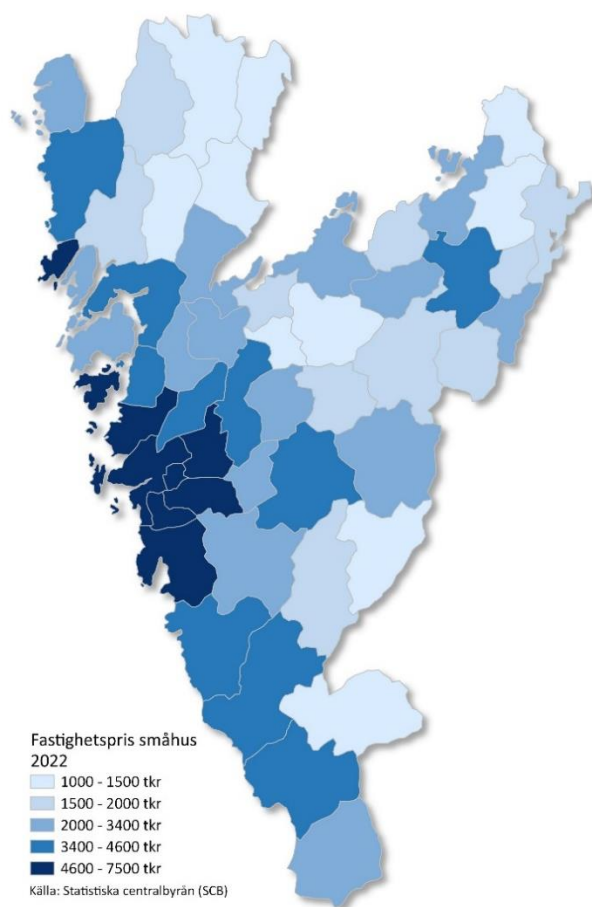 Fastighetspris småhus
2022
1000 - 1500 tkr
1500 - 2000 tkr
2000 - 3400 tkr
3400 - 4600 tkr
4600 - 7500 tkr
Källa: Statistiska centralbyrån (SCB)